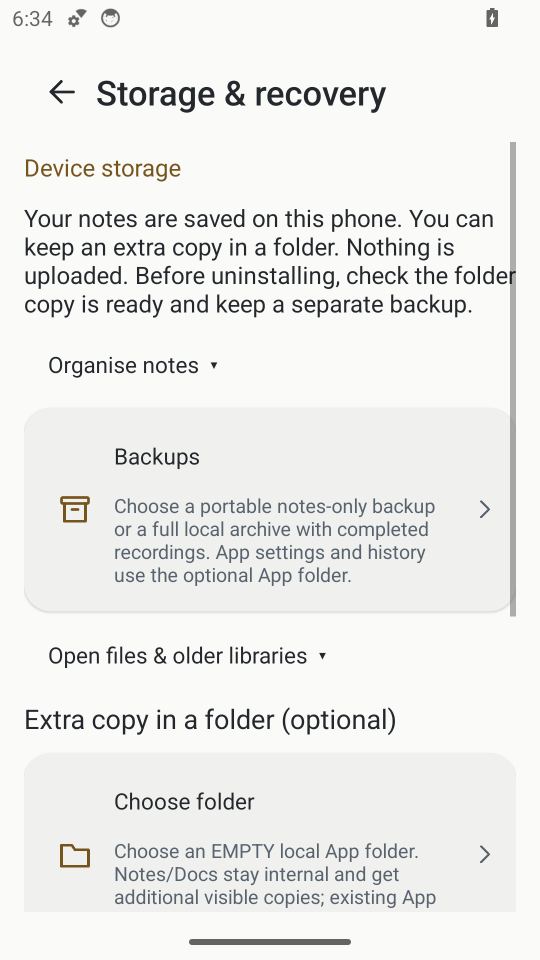 6:34
Storage & recovery
Device storage
Your notes are saved on this phone. You can
keep an extra copy in a folder. Nothing is
uploaded. Before uninstalling, check the folder
copy is ready and keep a separate backup.
Organise notes ▾
Backups
Choose a portable notes-only backup
or a full local archive with completed
recordings. App settings and history
use the optional App folder.
Open files & older libraries ▾
Extra copy in a folder (optional)
Choose folder
Choose an EMPTY local App folder.
Notes/Docs stay internal and get
additional visible copies; existing App